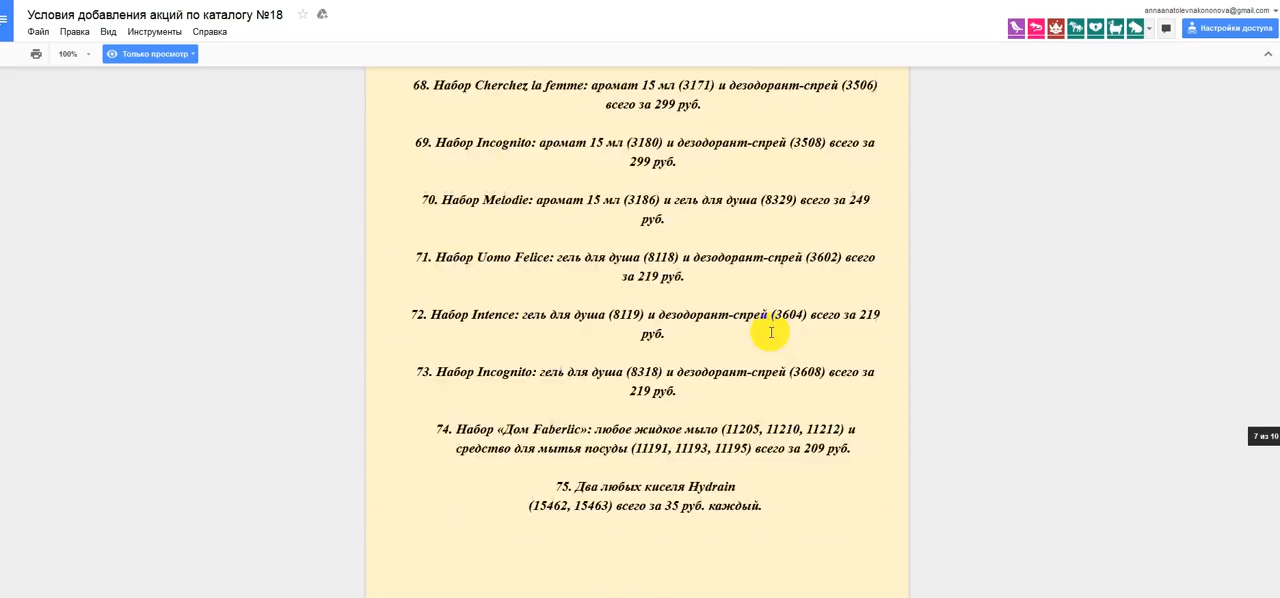 Условия добавления акций по каталогу №18
annaanatolevnakononova@gmail.com
Файл Правка Вид Инструменты Справка
Настройки доступа
100% Только просмотр
68. Набор Cherchez la femme: аромат 15 мл (3171) и дезодорант-спрей (3506)
всего за 299 руб.
69. Набор Incognito: аромат 15 мл (3180) и дезодорант-спрей (3508) всего за
299 руб.
70. Набор Melodie: аромат 15 мл (3186) и гель для душа (8329) всего за 249
руб.
71. Набор Uomo Felice: гель для душа (8118) и дезодорант-спрей (3602) всего
за 219 руб.
72. Набор Intence: гель для душа (8119) и дезодорант-спрей (3604) всего за 219
руб.
73. Набор Incognito: гель для душа (8318) и дезодорант-спрей (3608) всего за
219 руб.
74. Набор «Дом Faberlic»: любое жидкое мыло (11205, 11210, 11212) и
средство для мытья посуды (11191, 11193, 11195) всего за 209 руб.
7 из 10
75. Два любых киселя Hydrain
(15462, 15463) всего за 35 руб. каждый.